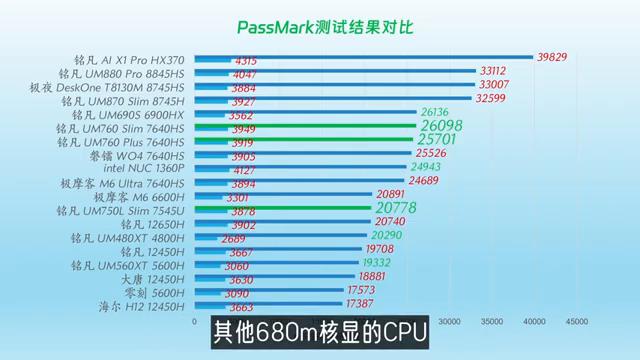 PassMark测试结果对比
铭凡 AI X1 Pro HX370 4315 39829
铭凡 UM880 Pro 8845HS 4047 33112
极夜 DeskOne T8130M 8745HS 3884 33007
铭凡 UM870 Slim 8745H 3927 32599
铭凡 UM690S 6900HX 3562 26136
铭凡 UM760 Slim 7640HS 3949 26098
铭凡 UM760 Plus 7640HS 3919 25701
磐镭 WO4 7640HS 3905 25526
intel NUC 1360P 4127 24943
极摩客 M6 Ultra 7640HS 3894 24689
极摩客 M6 6600H 3301 20891
铭凡 UM750L Slim 7545U 3878 20778
铭凡 12650H 3902 20740
铭凡 UM480XT 4800H 2689 20290
铭凡 12450H 3667 19708
铭凡 UM560XT 5600H 3060 19332
大唐 12450H 3630 18881
零刻 5600H 3090 17573
海尔 H12 12450H 3663 17387
0 30000 35000 40000 45000
其他680m核显的CPU